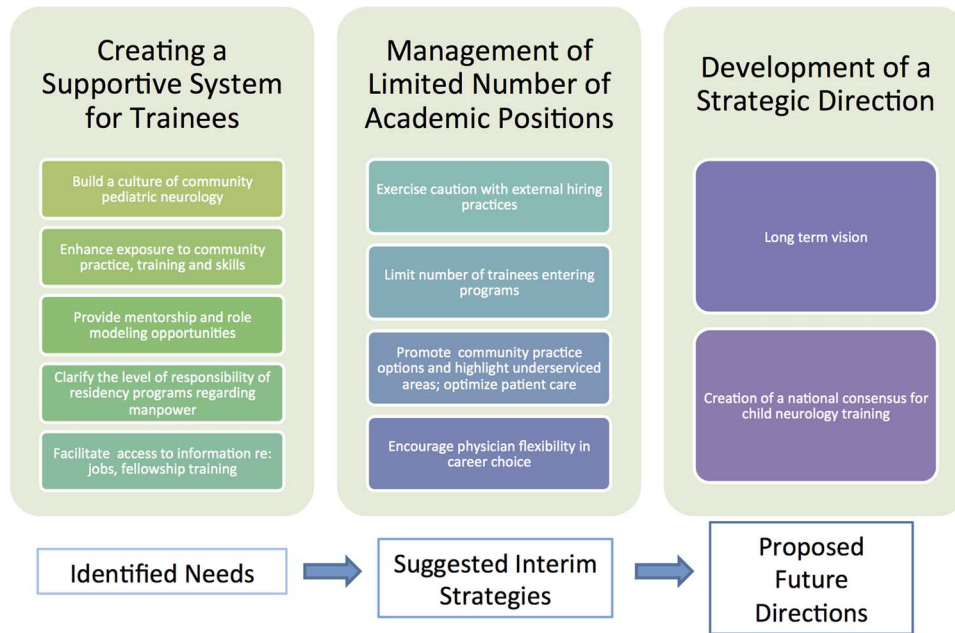 Creating a
Supportive System
for Trainees
Build a culture of community
pediatric neurology
Enhance exposure to community
practice, training and skills
Provide mentorship and role
modeling opportunities
Clarify the level of responsibility of
residency programs regarding
manpower
Facilitate access to information re:
jobs, fellowship training
Management of
Limited Number of
Academic Positions
Exercise caution with external hiring
practices
Limit number of trainees entering
programs
Promote community practice
options and highlight underserviced
areas; optimize patient care
Encourage physician flexibility in
career choice
Development of a
Strategic Direction
Long term vision
Creation of a national consensus for
child neurology training
Identified Needs
Suggested Interim
Strategies
Proposed
Future
Directions